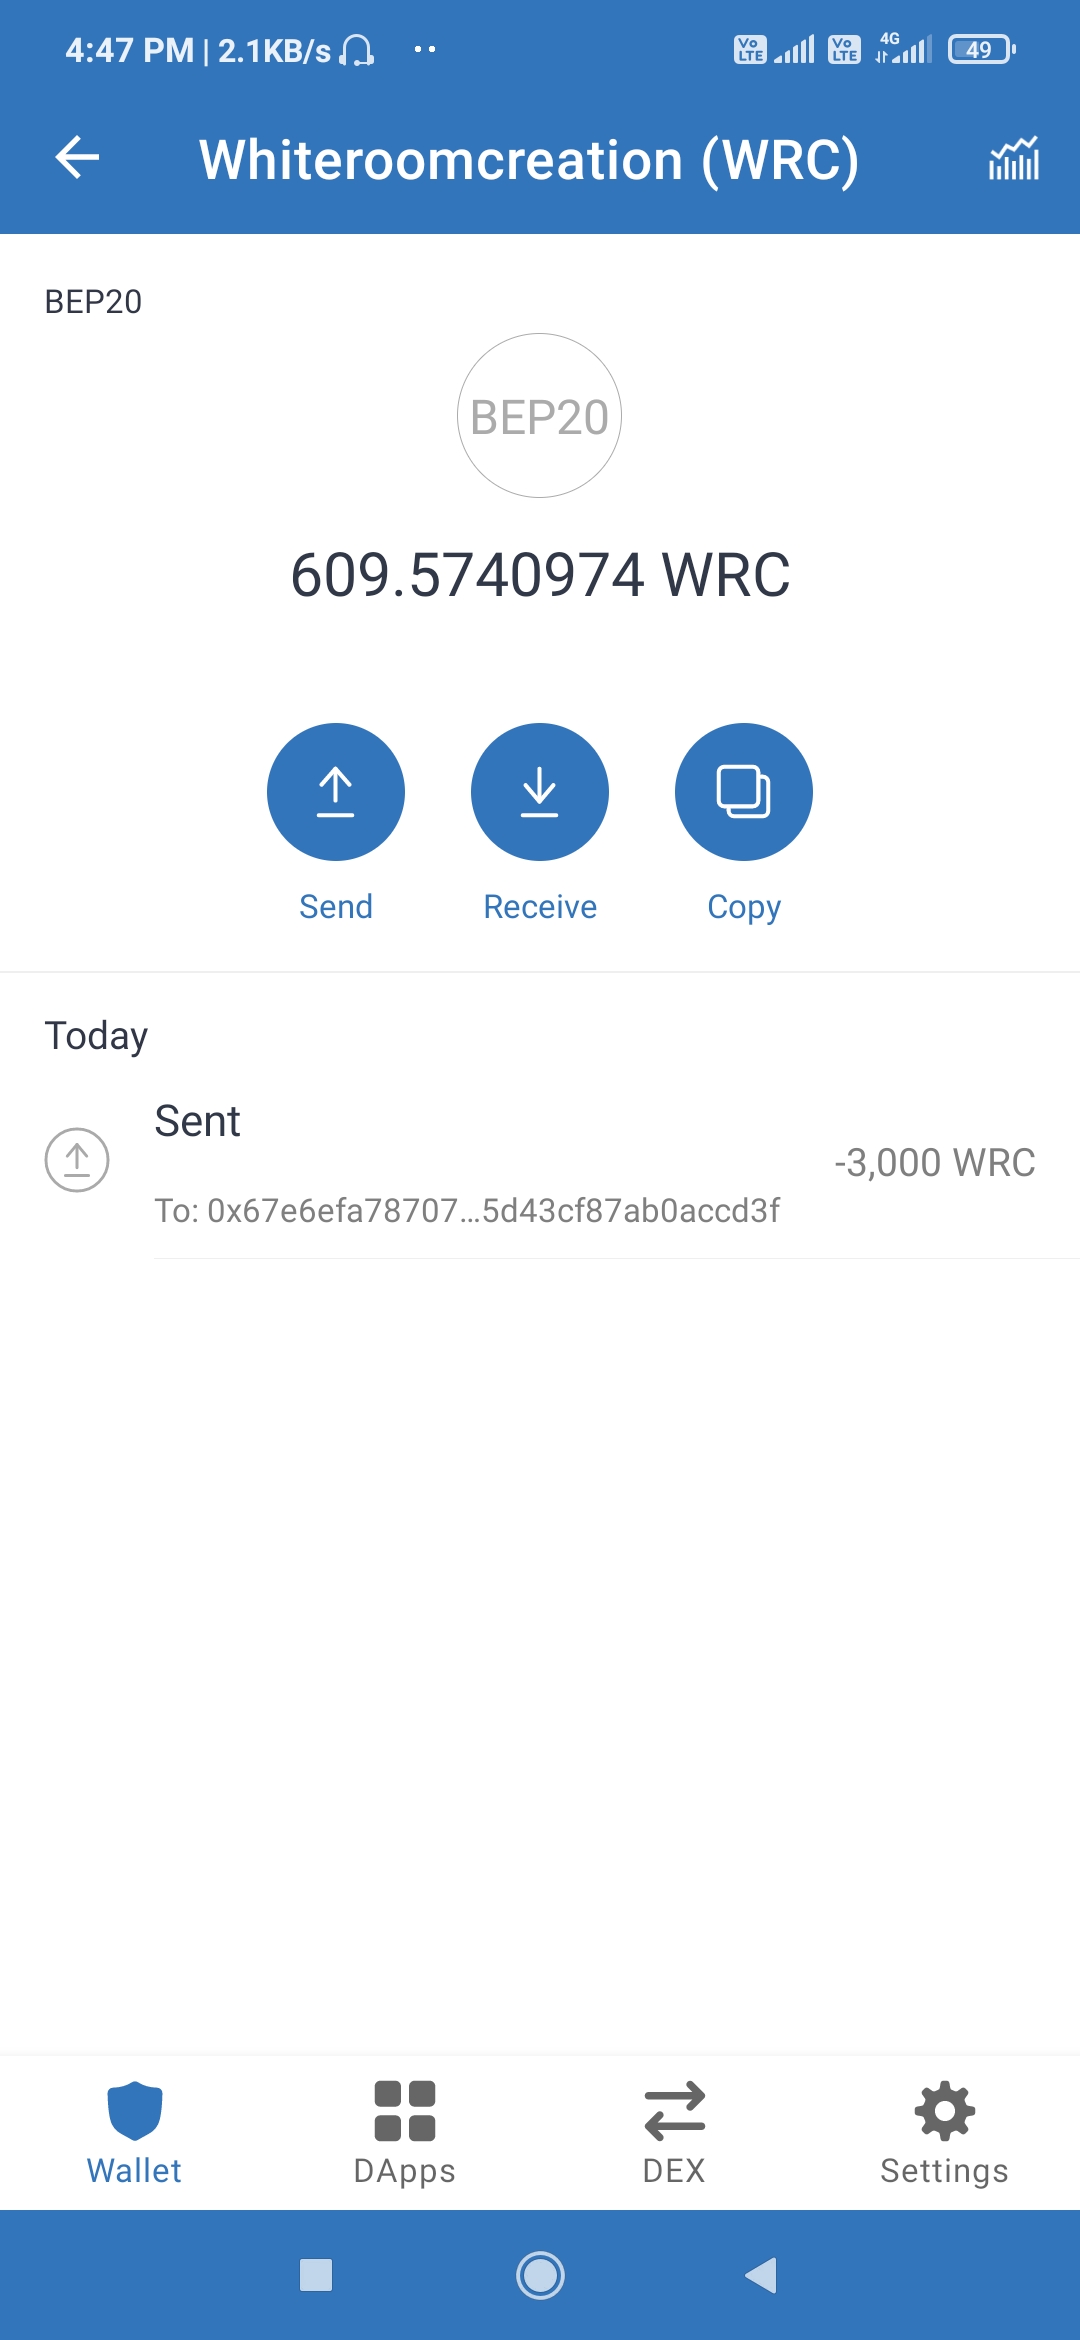 4:47 PM | 2.1KB/s
Vo LTE Vo LTE 4G 49
Whiteroomcreation (WRC)
BEP20
BEP20
609.5740974 WRC
Send Receive Copy
Today
Sent
-3,000 WRC
To: 0x67e6efa78707...5d43cf87ab0accd3f
Wallet DApps DEX Settings